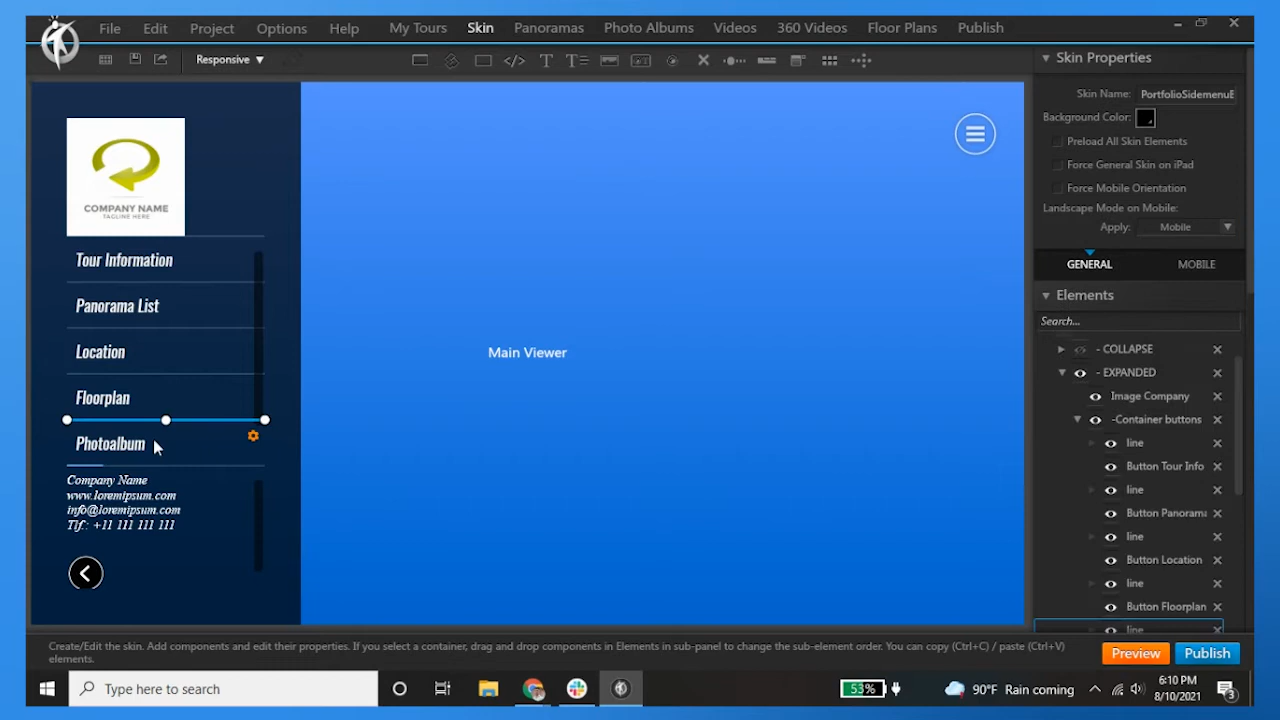 File Edit Project Options Help My Tours Skin Panoramas Photo Albums Videos 360 Videos Floor Plans Publish
Responsive
Skin Properties
Skin Name: PortfolioSidemenuE
Background Color:
Preload All Skin Elements
Force General Skin on iPad
Force Mobile Orientation
Landscape Mode on Mobile:
Apply: Mobile
GENERAL MOBILE
Elements
Search...
- COLLAPSE
- EXPANDED
Image Company
-Container buttons
line
Button Tour Info
line
Button Panorama
line
Button Location
line
Button Floorplan
line
COMPANY NAME
TAGLINE HERE
Tour Information
Panorama List
Location
Floorplan
Photoalbum
Company Name
www.loremipsum.com
info@loremipsum.com
Tlf.: +11 111 111 111
Main Viewer
Create/Edit the skin. Add components and edit their properties. If you select a container, drag and drop components in Elements in sub-panel to change the sub-element order. You can copy (Ctrl+C) / paste (Ctrl+V)
elements.
Preview Publish
Type here to search
53%
90°F Rain coming
6:10 PM
8/10/2021
3